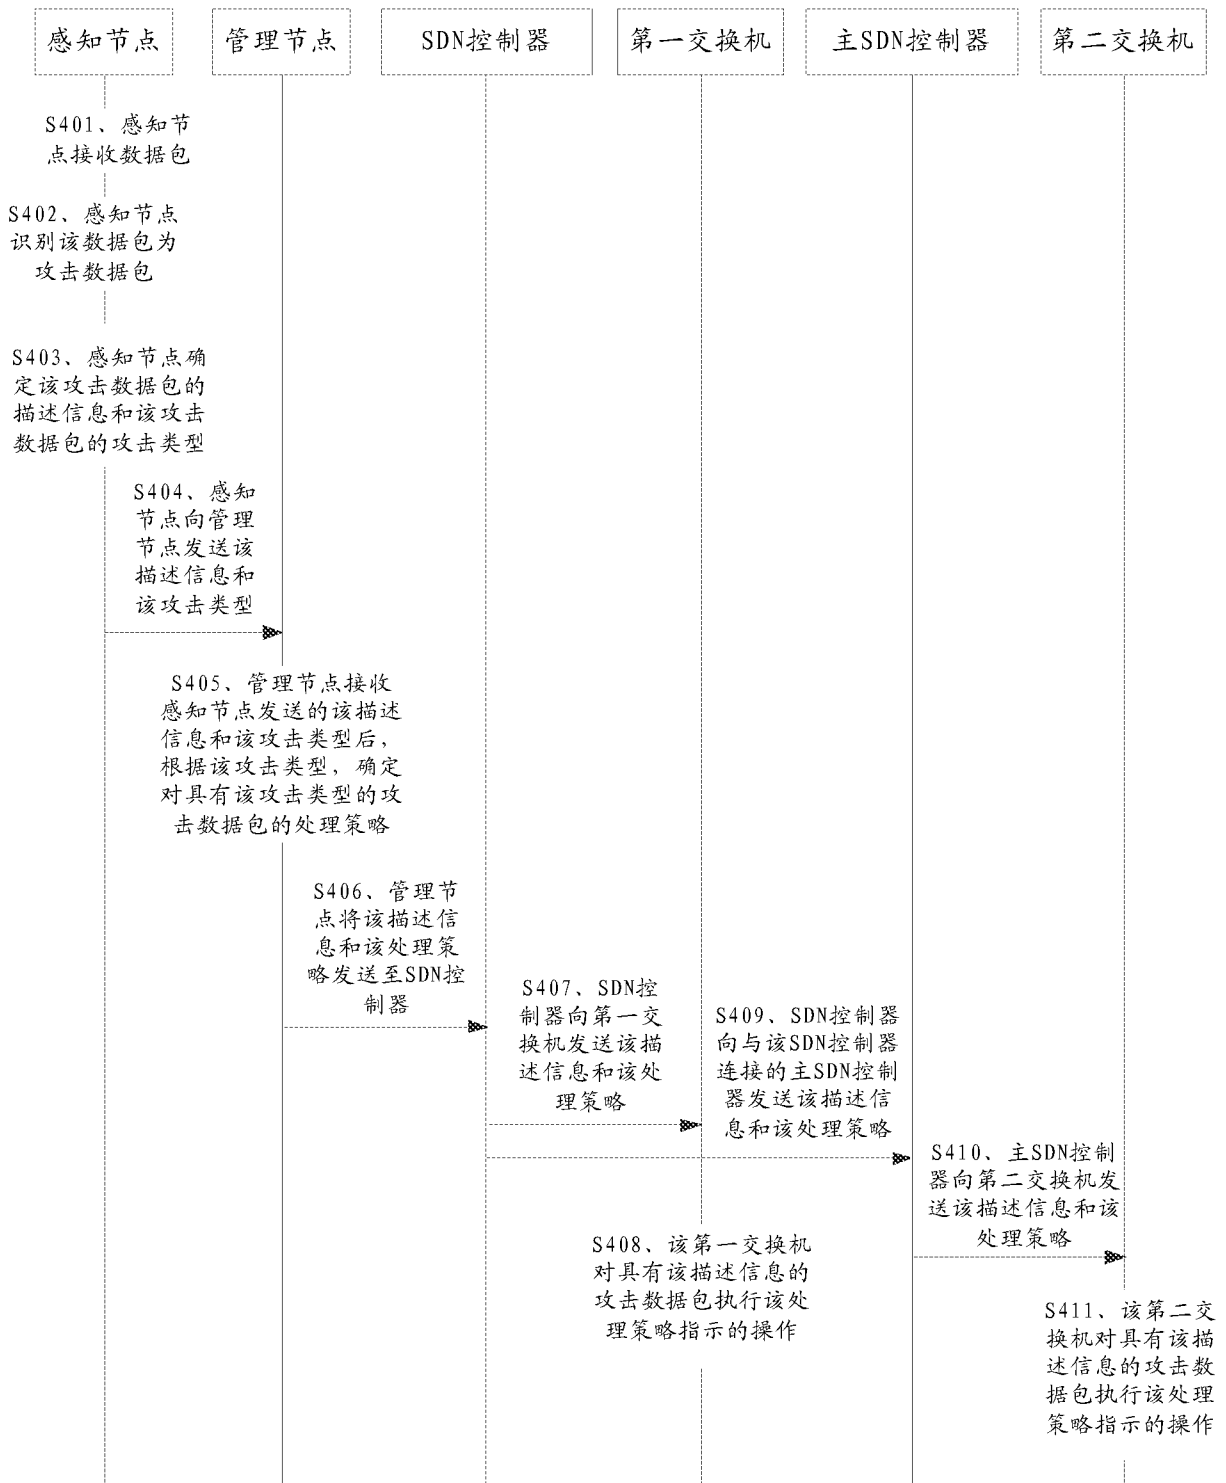 感知节点
管理节点
SDN控制器
第一交换机
主SDN控制器
第二交换机
S401、感知节
点接收数据包
S402、感知节点
识别该数据包为
攻击数据包
S403、感知节点确
定该攻击数据包的
描述信息和该攻击
数据包的攻击类型
S404、感知
节点向管理
节点发送该
描述信息和
该攻击类型
S405、管理节点接收
感知节点发送的该描述
信息和该攻击类型后，
根据该攻击类型，确定
对具有该攻击类型的攻
击数据包的处理策略
S406、管理节
点将该描述信
息和该处理策
略发送至SDN控
制器
S407、SDN控
制器向第一交
换机发送该描
述信息和该处
理策略
S409、SDN控制器
向与该SDN控制器
连接的主SDN控制
器发送该描述信
息和该处理策略
S410、主SDN控制
器向第二交换机发
送该描述信息和该
处理策略
S408、该第一交换机
对具有该描述信息的
攻击数据包执行该处
理策略指示的操作
S411、该第二交
换机对具有该描
述信息的攻击数
据包执行该处理
策略指示的操作